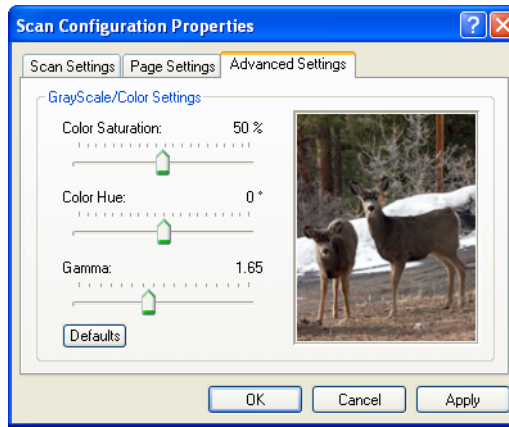 Scan Configuration Properties
Scan Settings Page Settings Advanced Settings
GrayScale/Color Settings
Color Saturation: 50 %
Color Hue: 0 °
Gamma: 1.65
Defaults
OK Cancel Apply